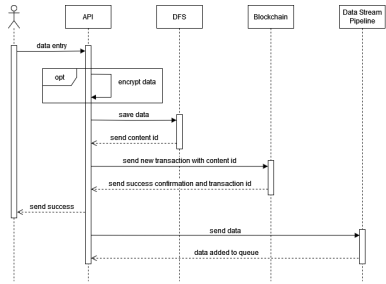 API
DFS
Blockchain
Data Stream
Pipeline
data entry
opt
encrypt data
save data
send content id
send new transaction with content id
send success confirmation and transaction id
send success
send data
data added to queue